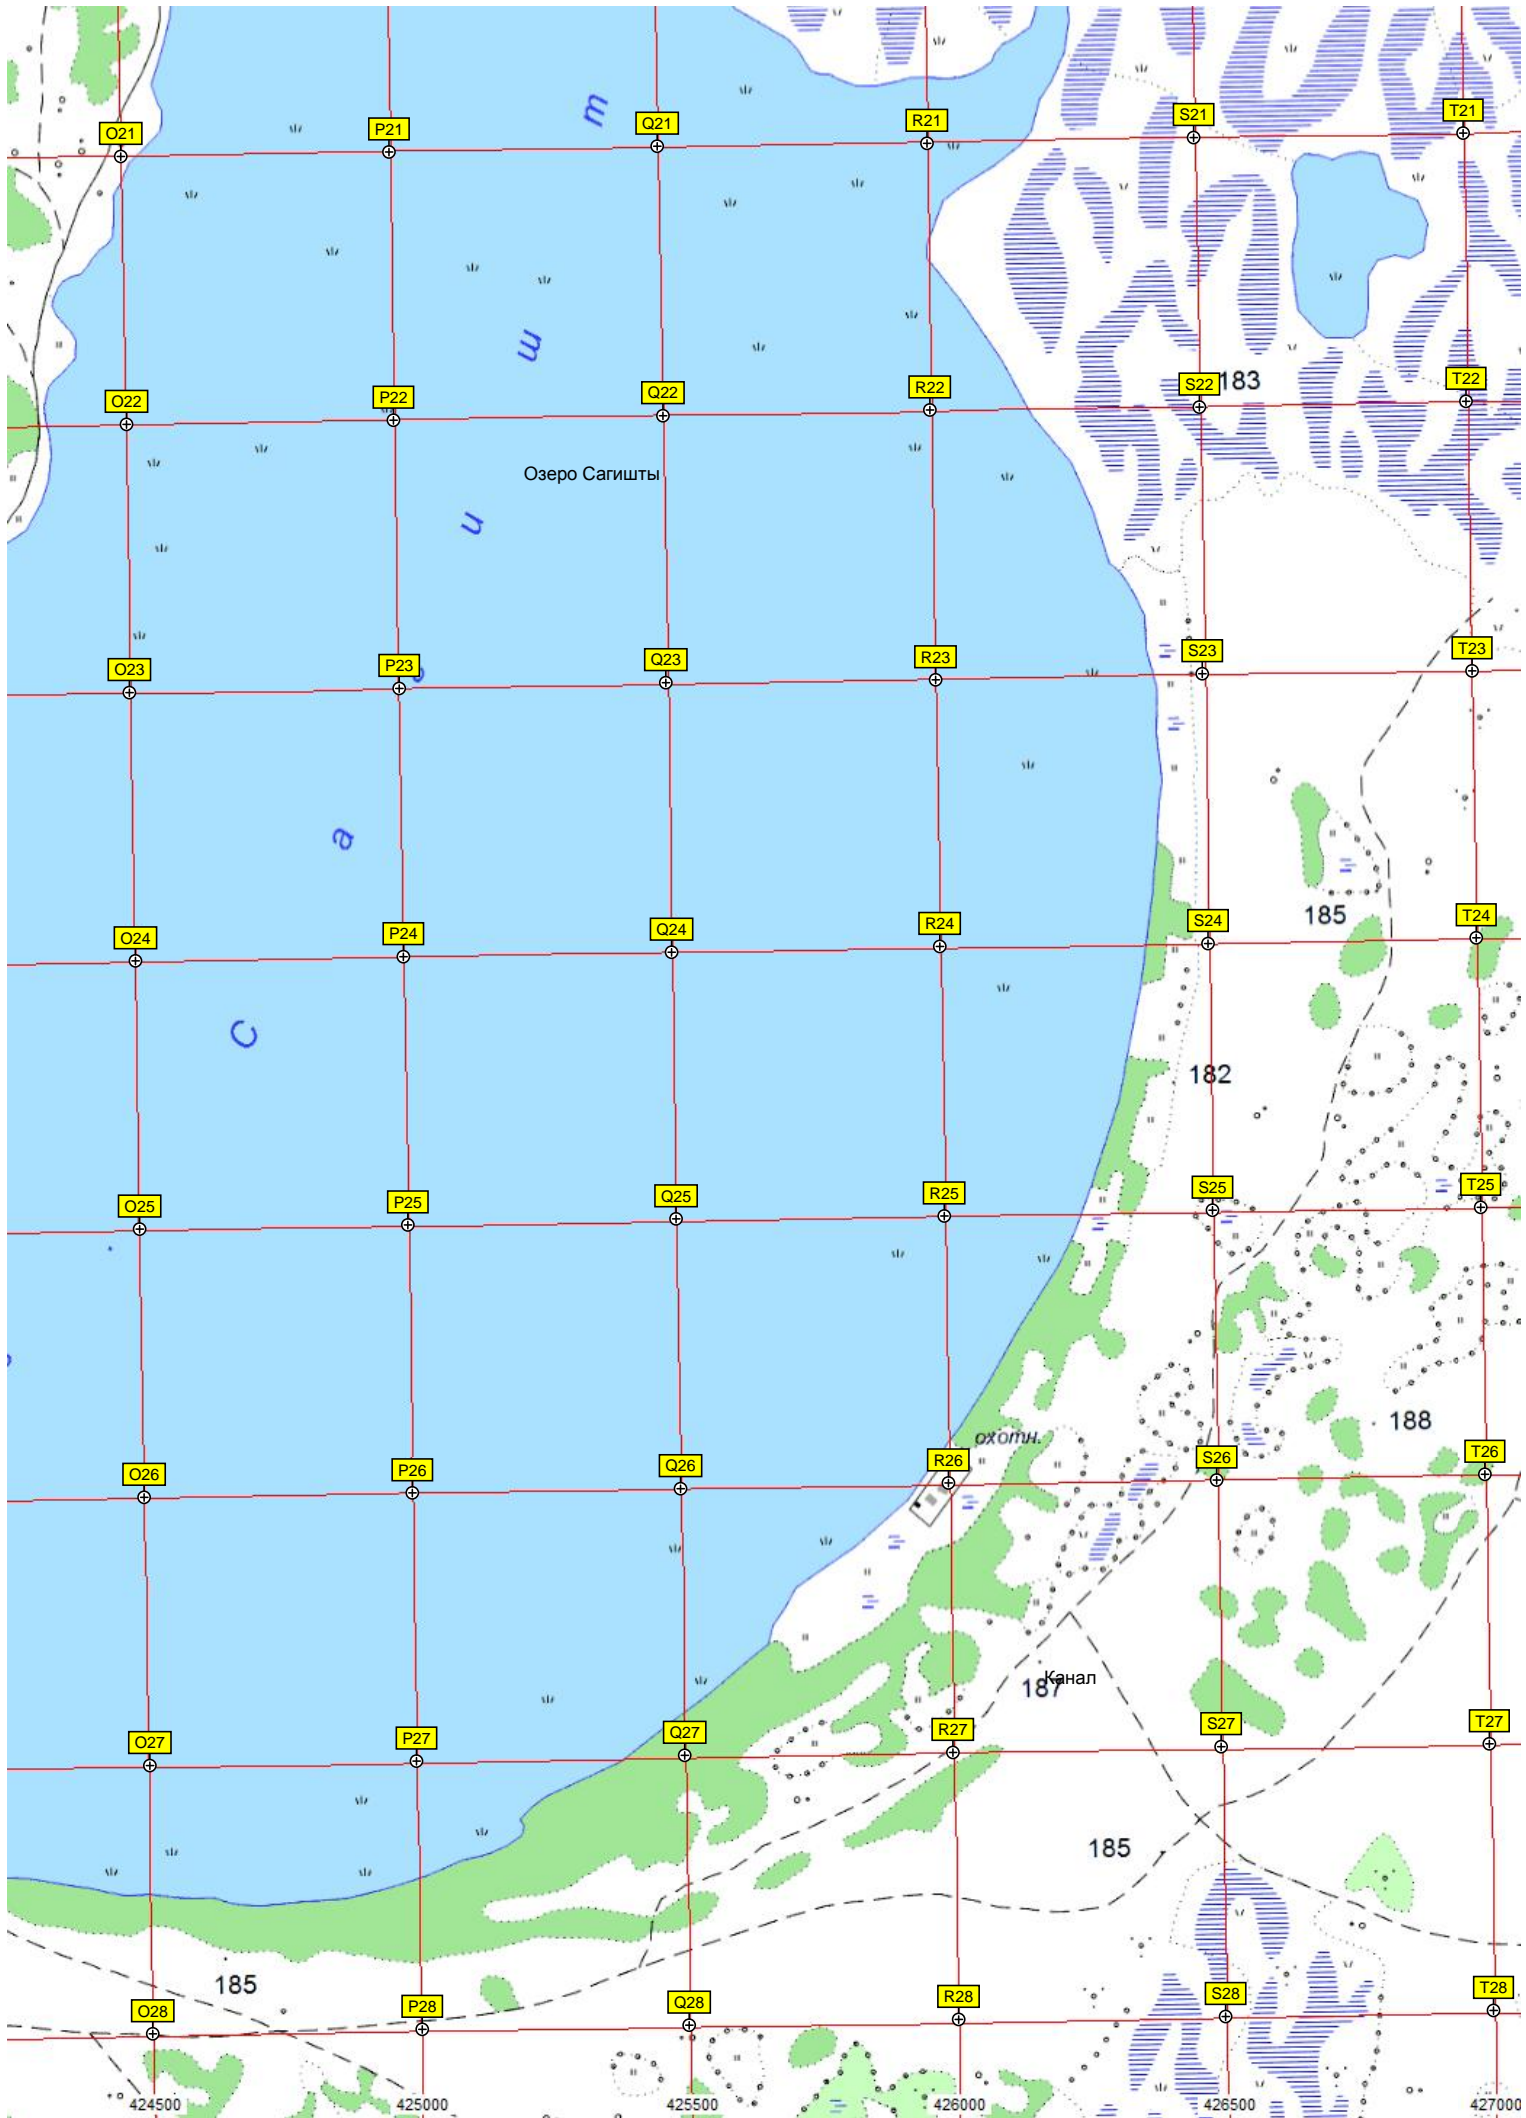 т
O21 P21 Q21 R21 S21 T21
ш
183
O22 P22 Q22 R22 S22 T22
Озеро Сагишты
и
O23 P23 Q23 R23 S23 T23
а
185
O24 P24 Q24 R24 S24 T24
С
182
O25 P25 Q25 R25 S25 T25
188
охотн.
O26 P26 Q26 R26 S26 T26
187
Канал
O27 P27 Q27 R27 S27 T27
185
185
O28 P28 Q28 R28 S28 T28
424500 425000 425500 426000 426500 427000